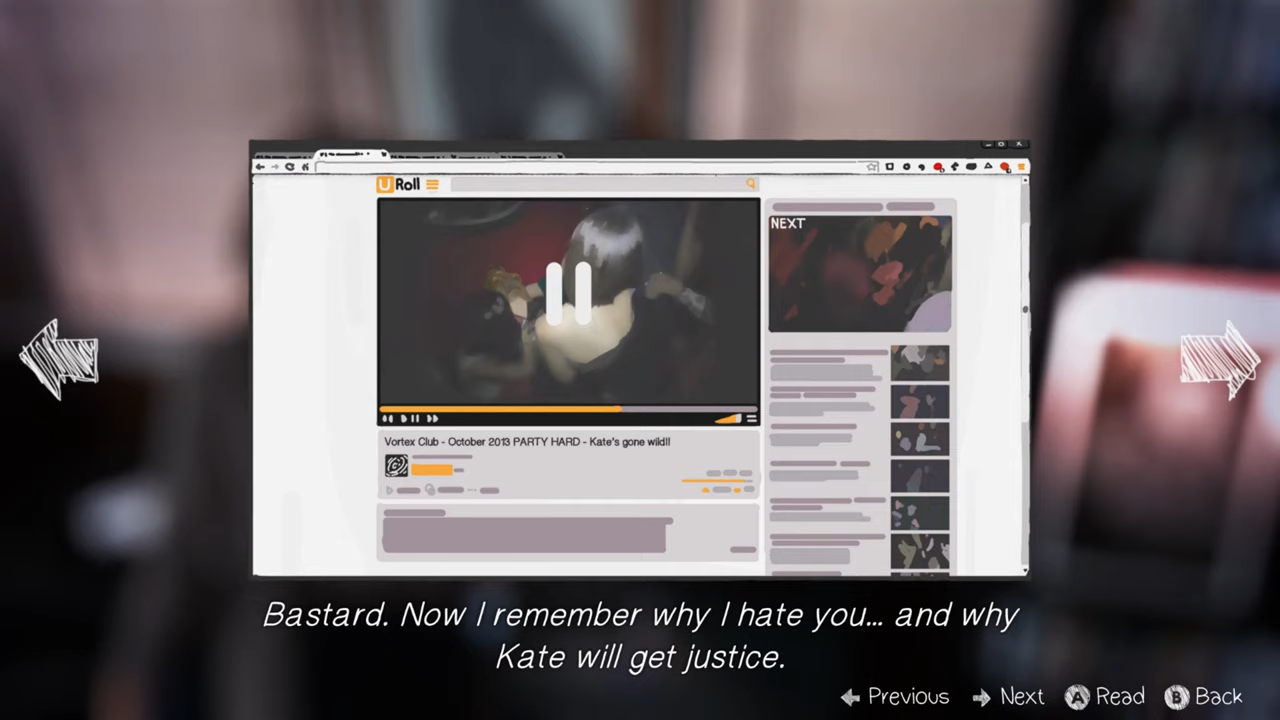 U Roll
NEXT
Vortex Club - October 2013 PARTY HARD - Kate's gone wild!!
Bastard. Now I remember why I hate you... and why
Kate will get justice.
Previous Next A Read B Back